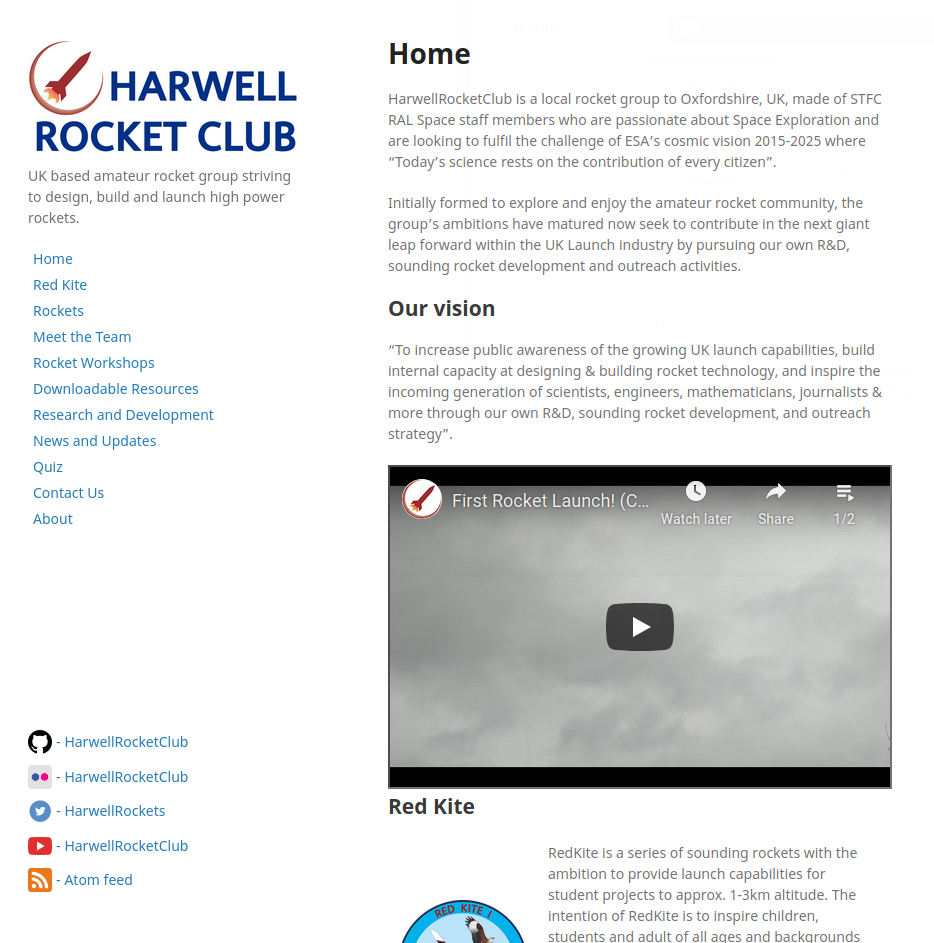 HARWELL
ROCKET CLUB
UK based amateur rocket group striving
to design, build and launch high power
rockets.
Home
Red Kite
Rockets
Meet the Team
Rocket Workshops
Downloadable Resources
Research and Development
News and Updates
Quiz
Contact Us
About
- HarwellRocketClub
- HarwellRocketClub
- HarwellRockets
- HarwellRocketClub
- Atom feed
Home
HarwellRocketClub is a local rocket group to Oxfordshire, UK, made of STFC
RAL Space staff members who are passionate about Space Exploration and
are looking to fulfil the challenge of ESA’s cosmic vision 2015-2025 where
“Today’s science rests on the contribution of every citizen”.
Initially formed to explore and enjoy the amateur rocket community, the
group’s ambitions have matured now seek to contribute in the next giant
leap forward within the UK Launch industry by pursuing our own R&D,
sounding rocket development and outreach activities.
Our vision
“To increase public awareness of the growing UK launch capabilities, build
internal capacity at designing & building rocket technology, and inspire the
incoming generation of scientists, engineers, mathematicians, journalists &
more through our own R&D, sounding rocket development, and outreach
strategy”.
First Rocket Launch! (C...
Watch later
Share
1/2
Red Kite
RED KITE I
RedKite is a series of sounding rockets with the
ambition to provide launch capabilities for
student projects to approx. 1-3km altitude. The
intention of RedKite is to inspire children,
students and adult of all ages and backgrounds